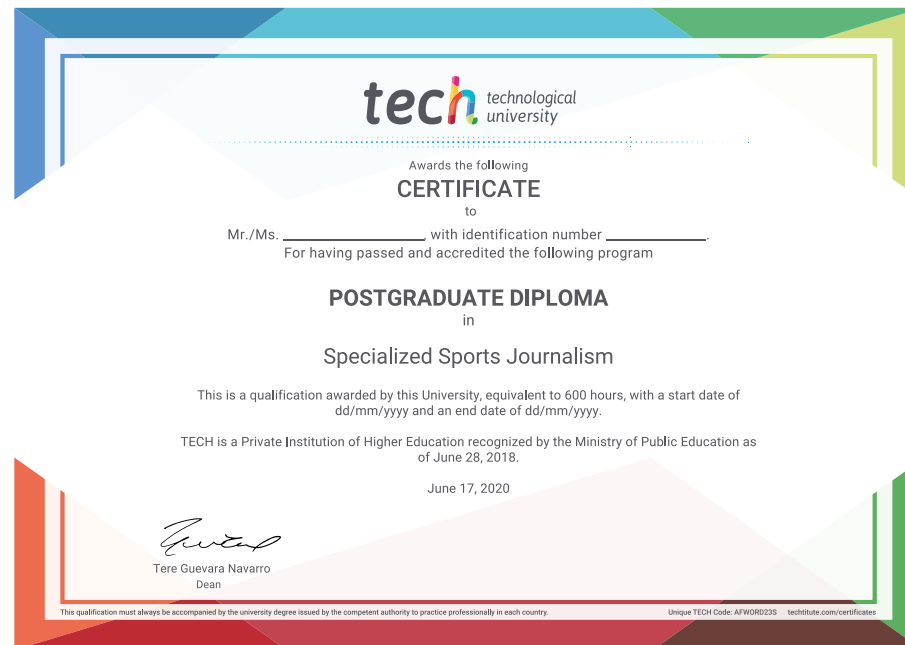 tech technological
university
Awards the following
CERTIFICATE
to
Mr./Ms. ____________________, with identification number ______________.
For having passed and accredited the following program
POSTGRADUATE DIPLOMA
in
Specialized Sports Journalism
This is a qualification awarded by this University, equivalent to 600 hours, with a start date of
dd/mm/yyyy and an end date of dd/mm/yyyy.
TECH is a Private Institution of Higher Education recognized by the Ministry of Public Education as
of June 28, 2018.
June 17, 2020
Tere Guevara Navarro
Dean
This qualification must always be accompanied by the university degree issued by the competent authority to practice professionally in each country. Unique TECH Code: AFWORD23S techtitute.com/certificates